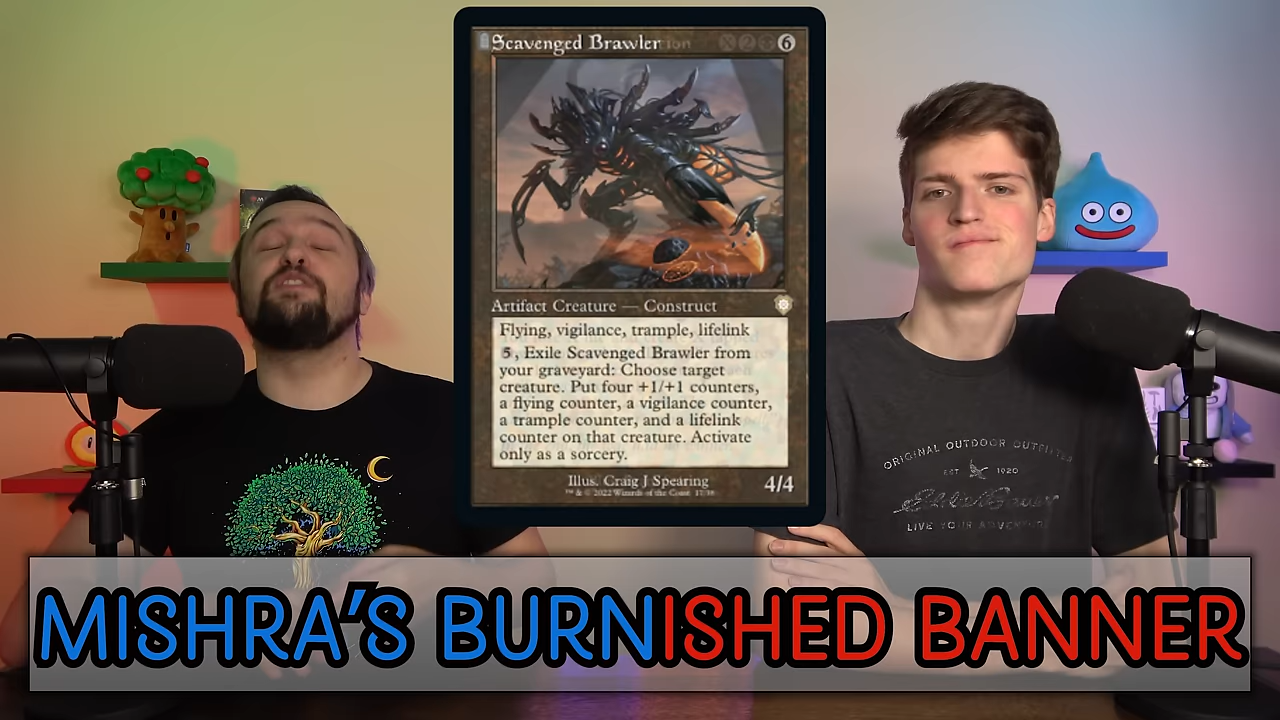 Scavenged Brawler
6
Artifact Creature — Construct
Flying, vigilance, trample, lifelink
5, Exile Scavenged Brawler from
your graveyard: Choose target
creature. Put four +1/+1 counters,
a flying counter, a vigilance counter,
a trample counter, and a lifelink
counter on that creature. Activate
only as a sorcery.
Illus. Craig J Spearing
™ & © 2022 Wizards of the Coast
4/4
ORIGINAL OUTDOOR OUTFITTER
EST. 1920
Eddie Bauer
LIVE YOUR ADVENTURE
MISHRA'S BURNISHED BANNER